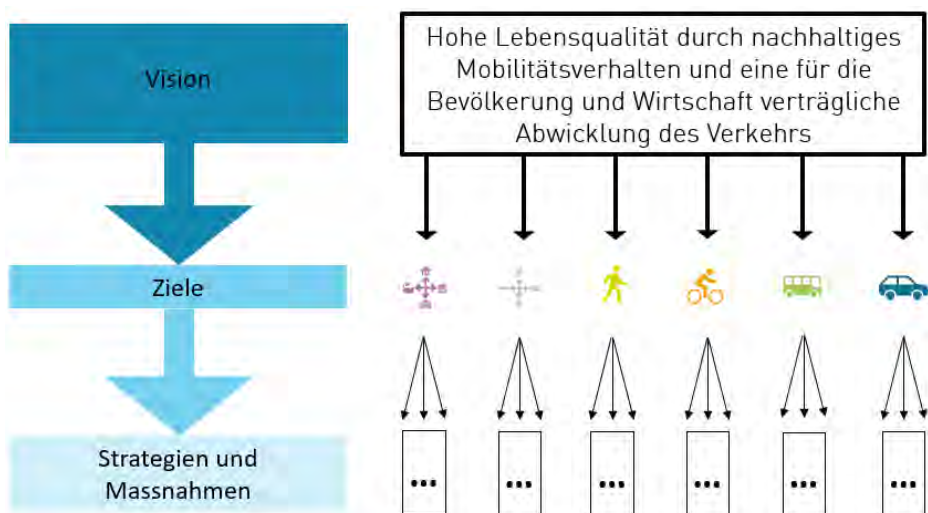 Vision
Hohe Lebensqualität durch nachhaltiges
Mobilitätsverhalten und eine für die
Bevölkerung und Wirtschaft verträgliche
Abwicklung des Verkehrs
Ziele
Strategien und
Massnahmen
... ... ... ... ... ...